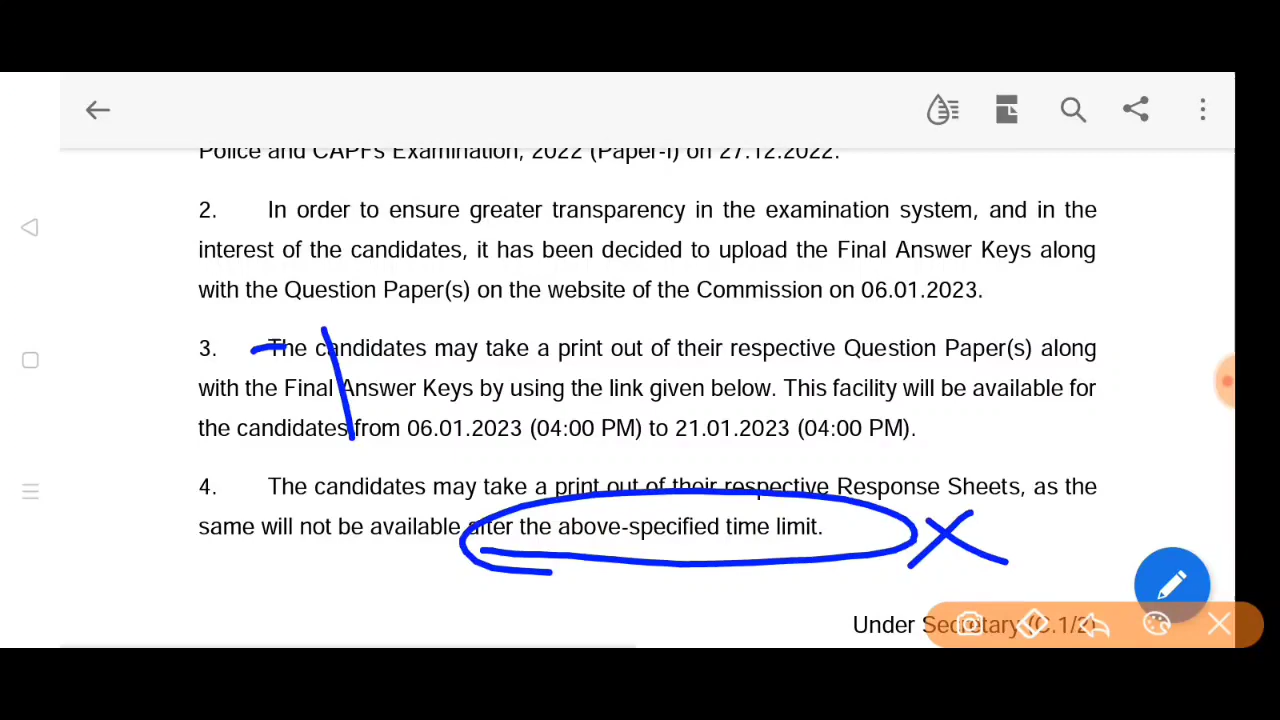 Police and CAPFs Examination, 2022 (Paper-I) on 27.12.2022.
2. In order to ensure greater transparency in the examination system, and in the
interest of the candidates, it has been decided to upload the Final Answer Keys along
with the Question Paper(s) on the website of the Commission on 06.01.2023.
3. The candidates may take a print out of their respective Question Paper(s) along
with the Final Answer Keys by using the link given below. This facility will be available for
the candidates from 06.01.2023 (04:00 PM) to 21.01.2023 (04:00 PM).
4. The candidates may take a print out of their respective Response Sheets, as the
same will not be available after the above-specified time limit.
Under Secretary (C.1/2)